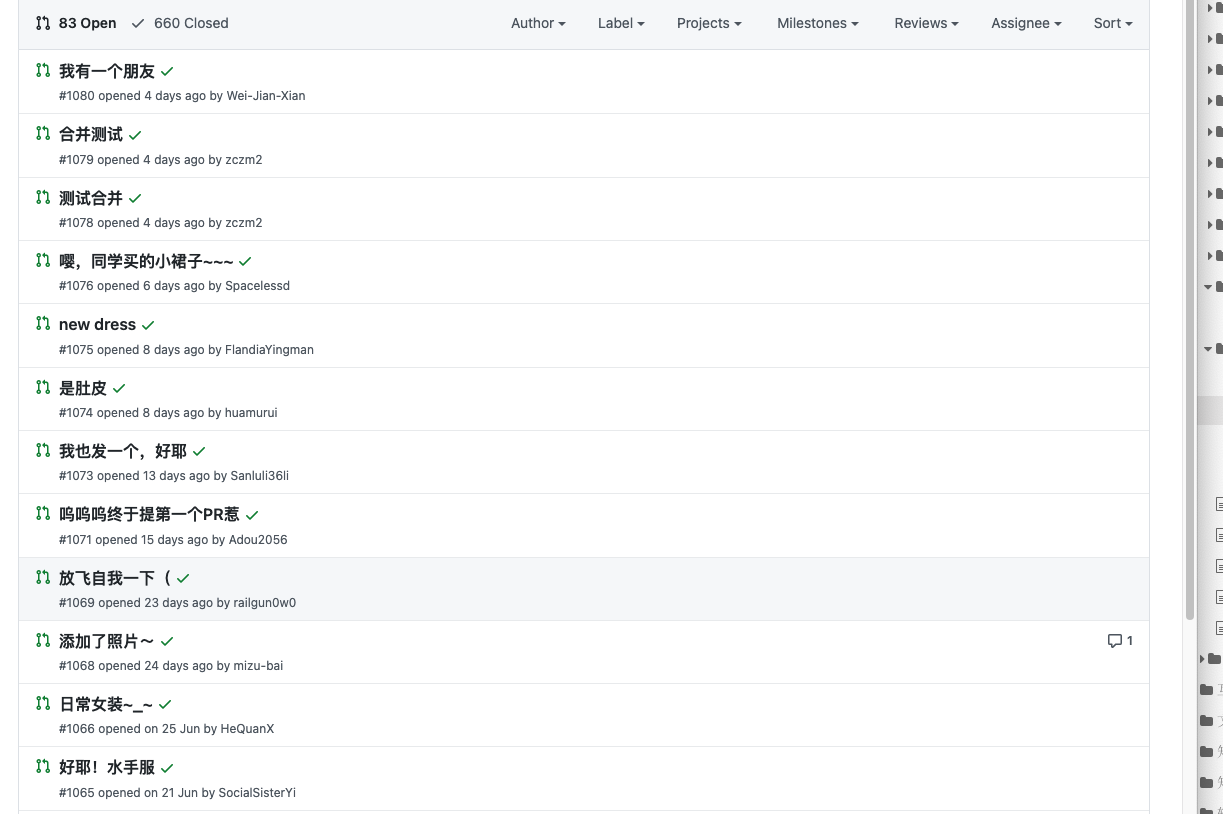 83 Open 660 Closed Author Label Projects Milestones Reviews Assignee Sort
我有一个朋友
#1080 opened 4 days ago by Wei-Jian-Xian
合并测试
#1079 opened 4 days ago by zczm2
测试合并
#1078 opened 4 days ago by zczm2
嘤，同学买的小裙子~~~
#1076 opened 6 days ago by Spacelessd
new dress
#1075 opened 8 days ago by FlandiaYingman
是肚皮
#1074 opened 8 days ago by huamurui
我也发一个，好耶
#1073 opened 13 days ago by Sanluli36li
呜呜呜终于提第一个PR惹
#1071 opened 15 days ago by Adou2056
放飞自我一下（
#1069 opened 23 days ago by railgun0w0
添加了照片～ 1
#1068 opened 24 days ago by mizu-bai
日常女装~_~
#1066 opened on 25 Jun by HeQuanX
好耶！水手服
#1065 opened on 21 Jun by SocialSisterYi